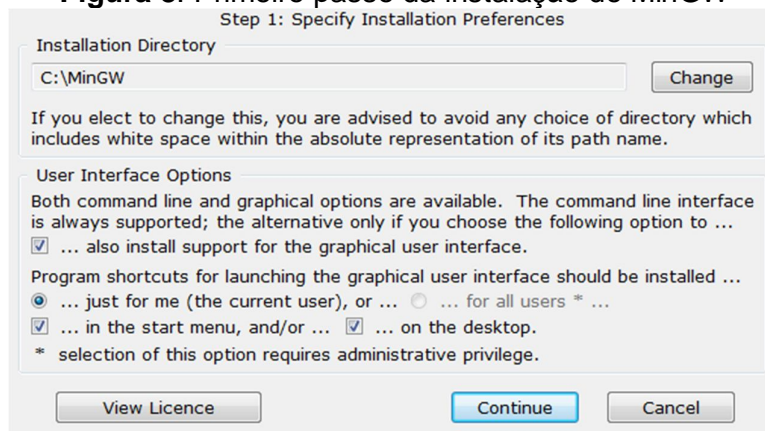 Step 1: Specify Installation Preferences
Installation Directory
C:\MinGW
Change
If you elect to change this, you are advised to avoid any choice of directory which
includes white space within the absolute representation of its path name.
User Interface Options
Both command line and graphical options are available. The command line interface
is always supported; the alternative only if you choose the following option to ...
... also install support for the graphical user interface.
Program shortcuts for launching the graphical user interface should be installed ...
... just for me (the current user), or ... ... for all users * ...
... in the start menu, and/or ... ... on the desktop.
* selection of this option requires administrative privilege.
View Licence Continue Cancel